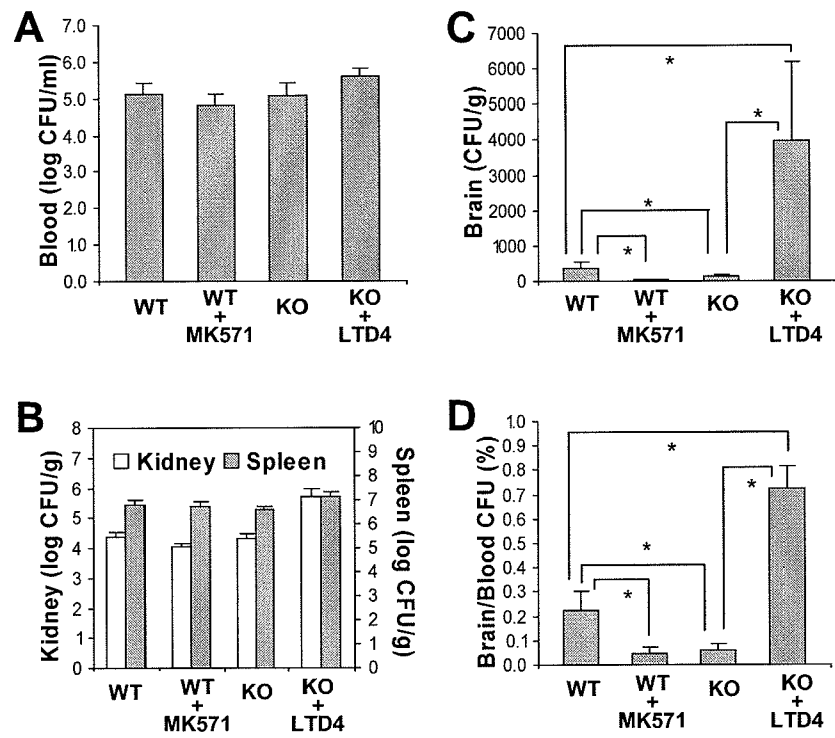 A
Blood (log CFU/ml)
7.0
6.0
5.0
4.0
3.0
2.0
1.0
0.0
WT
WT
+
MK571
KO
KO
+
LTD4
C
Brain (CFU/g)
7000
6000
5000
4000
3000
2000
1000
0
*
*
*
*
WT
WT
+
MK571
KO
KO
+
LTD4
B
Kidney (log CFU/g)
8
7
6
5
4
3
2
1
0
Kidney
Spleen
10
9
8
7
6
5
4
3
2
1
0
Spleen (log CFU/g)
WT
WT
+
MK571
KO
KO
+
LTD4
D
Brain/Blood CFU (%)
1.0
0.9
0.8
0.7
0.6
0.5
0.4
0.3
0.2
0.1
0.0
*
*
*
*
WT
WT
+
MK571
KO
KO
+
LTD4